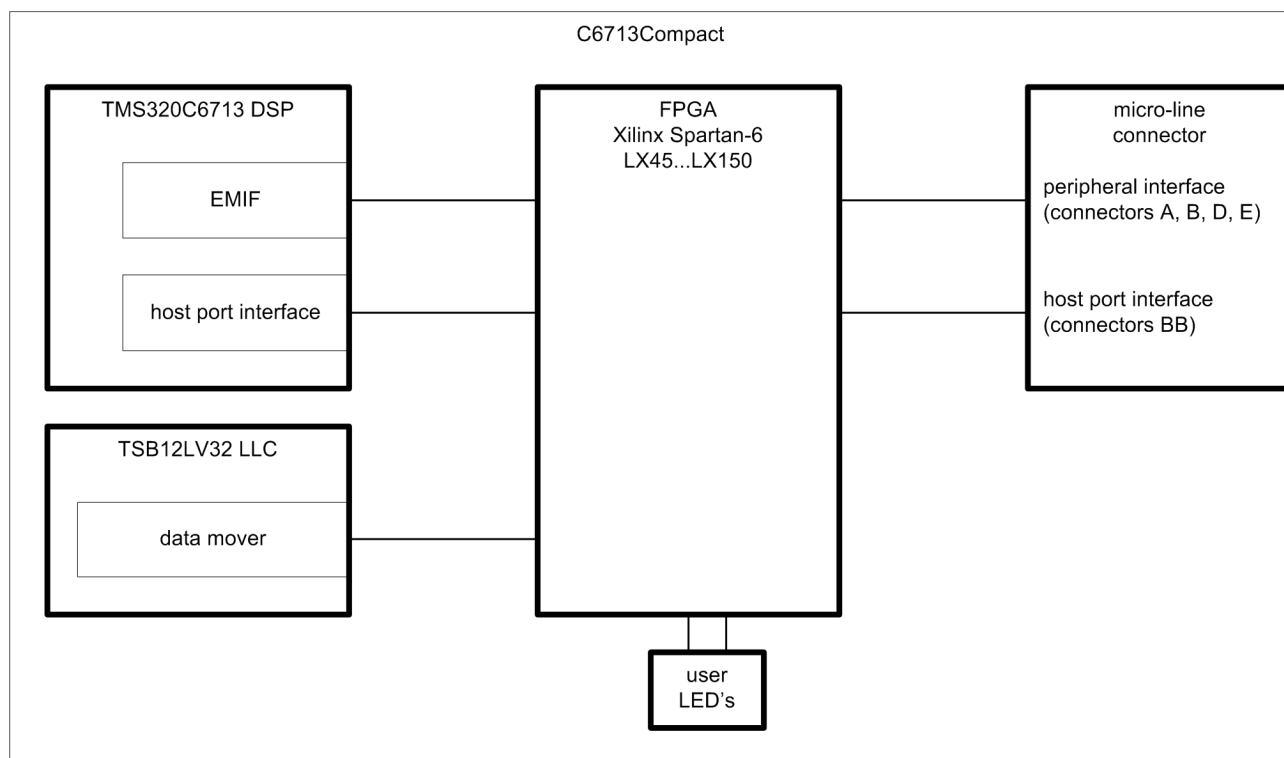 C6713Compact
TMS320C6713 DSP
EMIF
host port interface
TSB12LV32 LLC
data mover
FPGA
Xilinx Spartan-6
LX45...LX150
user
LED’s
micro-line
connector
peripheral interface
(connectors A, B, D, E)
host port interface
(connectors BB)